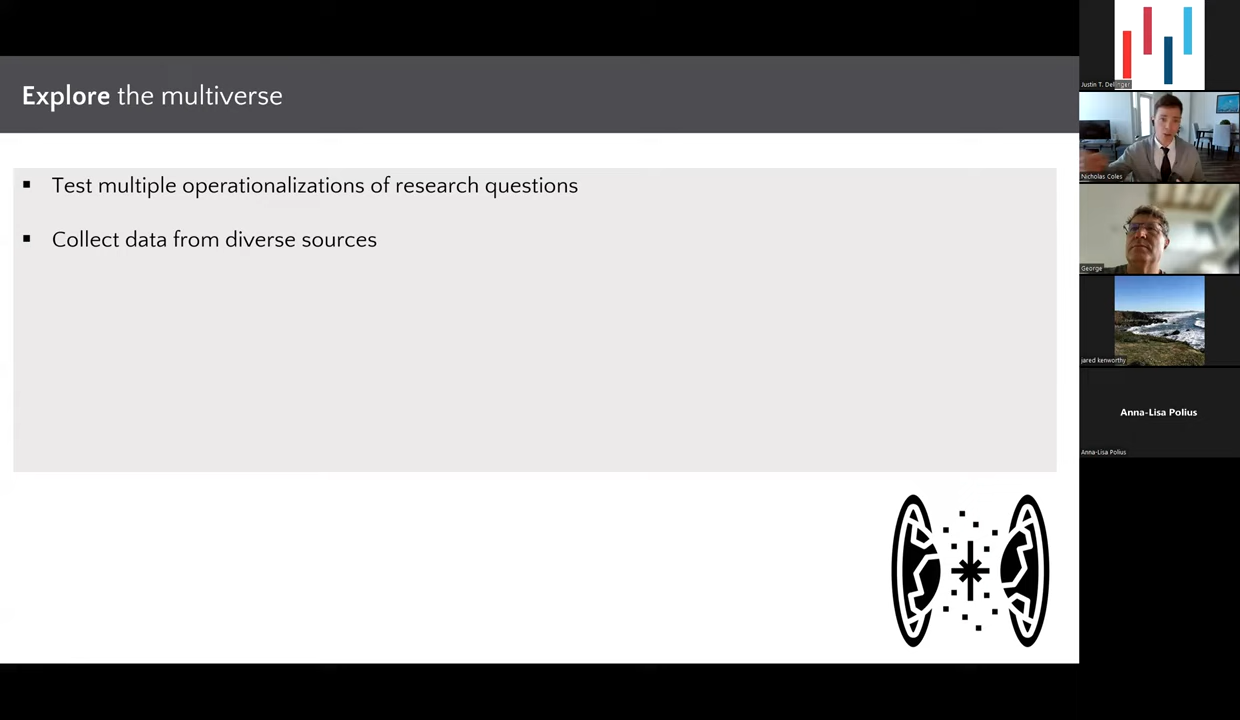 Explore the multiverse
▪ Test multiple operationalizations of research questions
▪ Collect data from diverse sources
Justin T. Dellinger
Nicholas Coles
George
jared kenworthy
Anna-Lisa Polius
Anna-Lisa Polius